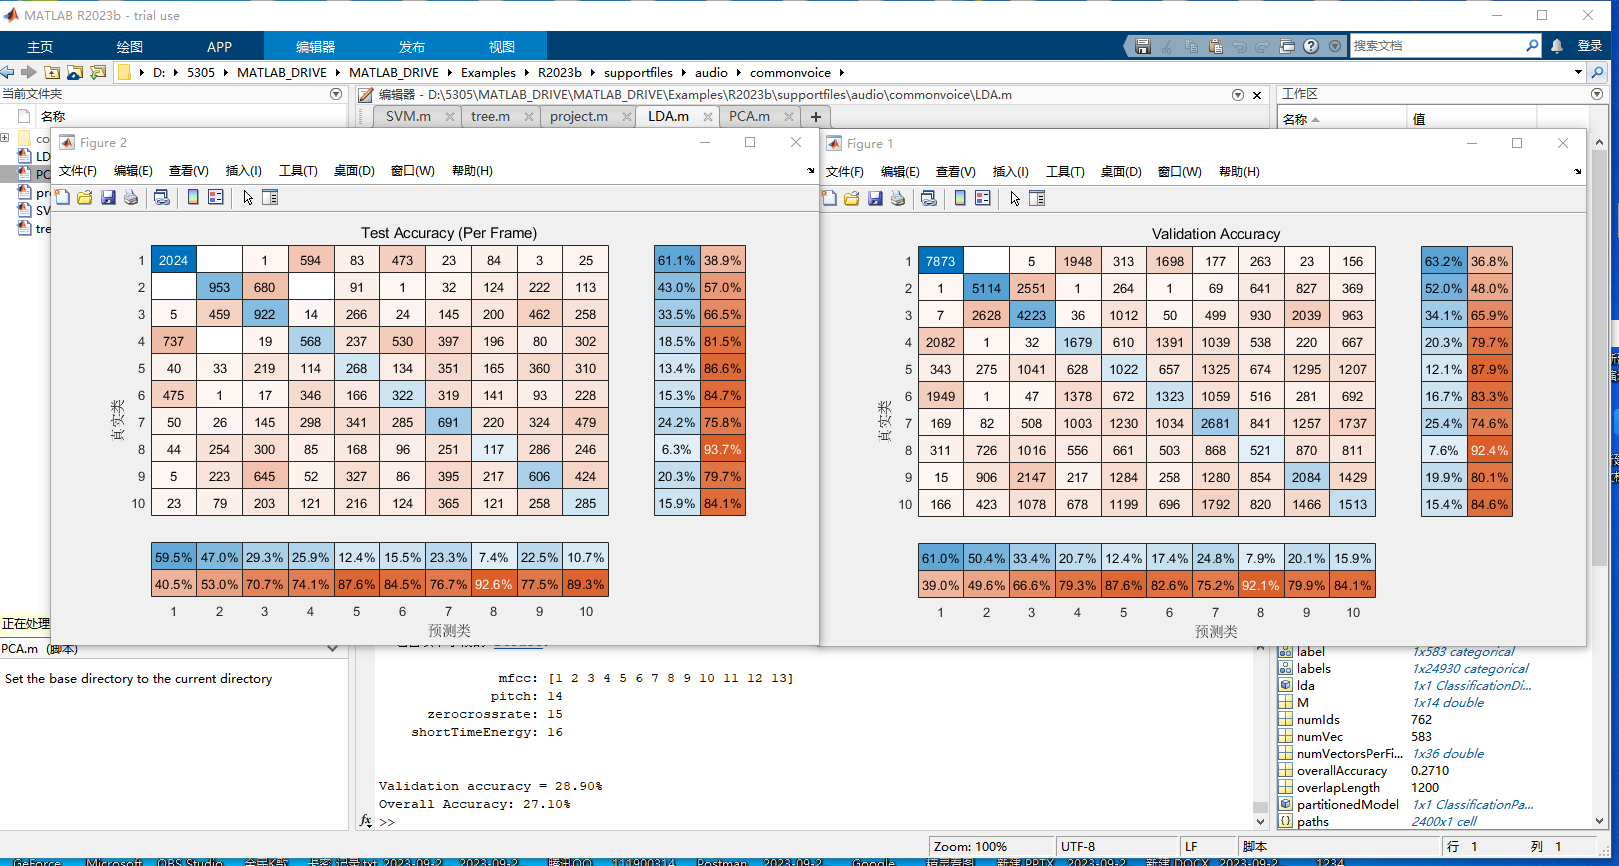 MATLAB R2023b - trial use
主页 绘图 APP 编辑器 发布 视图
搜索文档 登录
D: 5305 MATLAB_DRIVE MATLAB_DRIVE Examples R2023b supportfiles audio commonvoice
当前文件夹
编辑器 - D:\5305\MATLAB_DRIVE\MATLAB_DRIVE\Examples\R2023b\supportfiles\audio\commonvoice\LDA.m
工作区
名称
SVM.m tree.m project.m LDA.m PCA.m
名称 值
co
LD
PC
pr
SV
tre
Figure 2
文件(F) 编辑(E) 查看(V) 插入(I) 工具(T) 桌面(D) 窗口(W) 帮助(H)
Test Accuracy (Per Frame)
1 2024 1 594 83 473 23 84 3 25 61.1% 38.9%
2 953 680 91 1 32 124 222 113 43.0% 57.0%
3 5 459 922 14 266 24 145 200 462 258 33.5% 66.5%
4 737 19 568 237 530 397 196 80 302 18.5% 81.5%
5 40 33 219 114 268 134 351 165 360 310 13.4% 86.6%
6 475 1 17 346 166 322 319 141 93 228 15.3% 84.7%
7 50 26 145 298 341 285 691 220 324 479 24.2% 75.8%
8 44 254 300 85 168 96 251 117 286 246 6.3% 93.7%
9 5 223 645 52 327 86 395 217 606 424 20.3% 79.7%
10 23 79 203 121 216 124 365 121 258 285 15.9% 84.1%
真实类
59.5% 47.0% 29.3% 25.9% 12.4% 15.5% 23.3% 7.4% 22.5% 10.7%
40.5% 53.0% 70.7% 74.1% 87.6% 84.5% 76.7% 92.6% 77.5% 89.3%
1 2 3 4 5 6 7 8 9 10
预测类
Figure 1
文件(F) 编辑(E) 查看(V) 插入(I) 工具(T) 桌面(D) 窗口(W) 帮助(H)
Validation Accuracy
1 7873 5 1948 313 1698 177 263 23 156 63.2% 36.8%
2 1 5114 2551 1 264 1 69 641 827 369 52.0% 48.0%
3 7 2628 4223 36 1012 50 499 930 2039 963 34.1% 65.9%
4 2082 1 32 1679 610 1391 1039 538 220 667 20.3% 79.7%
5 343 275 1041 628 1022 657 1325 674 1295 1207 12.1% 87.9%
6 1949 1 47 1378 672 1323 1059 516 281 692 16.7% 83.3%
7 169 82 508 1003 1230 1034 2681 841 1257 1737 25.4% 74.6%
8 311 726 1016 556 661 503 868 521 870 811 7.6% 92.4%
9 15 906 2147 217 1284 258 1280 854 2084 1429 19.9% 80.1%
10 166 423 1078 678 1199 696 1792 820 1466 1513 15.4% 84.6%
真实类
61.0% 50.4% 33.4% 20.7% 12.4% 17.4% 24.8% 7.9% 20.1% 15.9%
39.0% 49.6% 66.6% 79.3% 87.6% 82.6% 75.2% 92.1% 79.9% 84.1%
1 2 3 4 5 6 7 8 9 10
预测类
正在处理
PCA.m (脚本)
Set the base directory to the current directory
mfcc: [1 2 3 4 5 6 7 8 9 10 11 12 13]
pitch: 14
zerocrossrate: 15
shortTimeEnergy: 16
Validation accuracy = 28.90%
Overall Accuracy: 27.10%
fx >>
label 1x583 categorical
labels 1x24930 categorical
lda 1x1 ClassificationDi...
M 1x14 double
numIds 762
numVec 583
numVectorsPerFi... 1x36 double
overallAccuracy 0.2710
overlapLength 1200
partitionedModel 1x1 ClassificationPa...
paths 2400x1 cell
Zoom: 100% UTF-8 LF 脚本 行 1 列 1